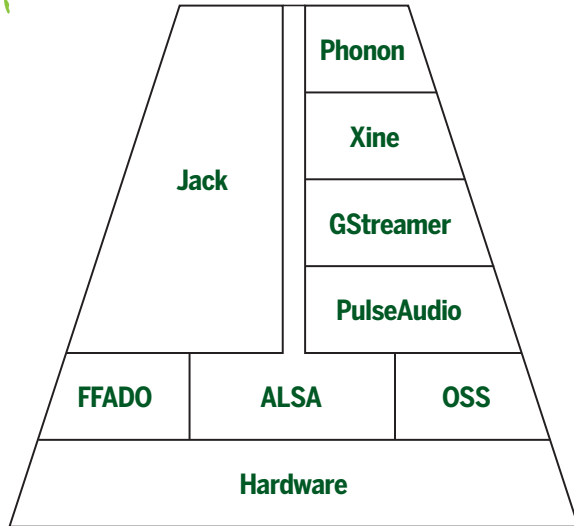 Phonon
Xine
Jack
GStreamer
PulseAudio
FFADO ALSA OSS
Hardware